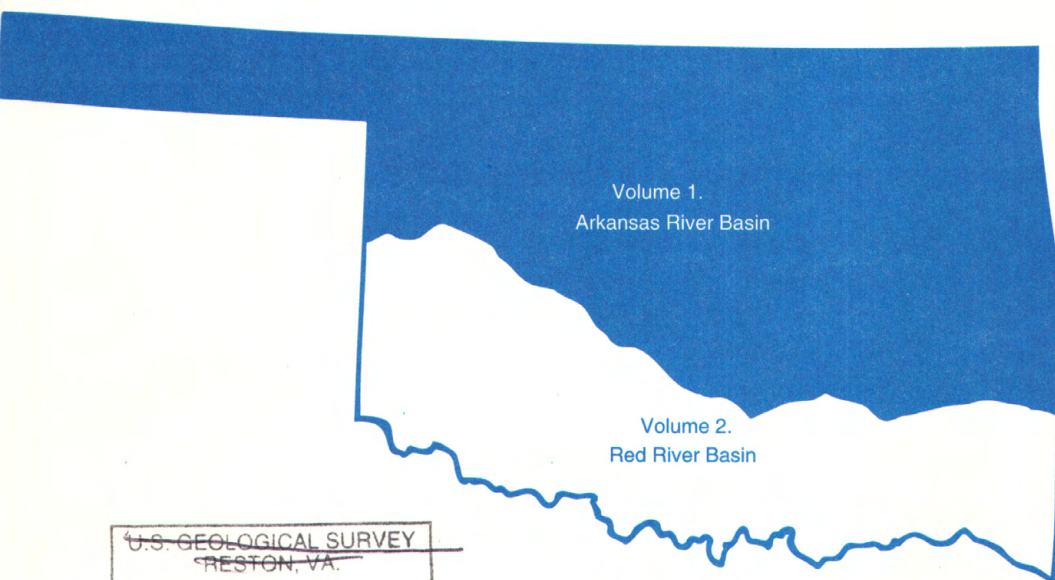 Volume 1.
Arkansas River Basin
Volume 2.
Red River Basin
U.S. GEOLOGICAL SURVEY
RESTON, VA.